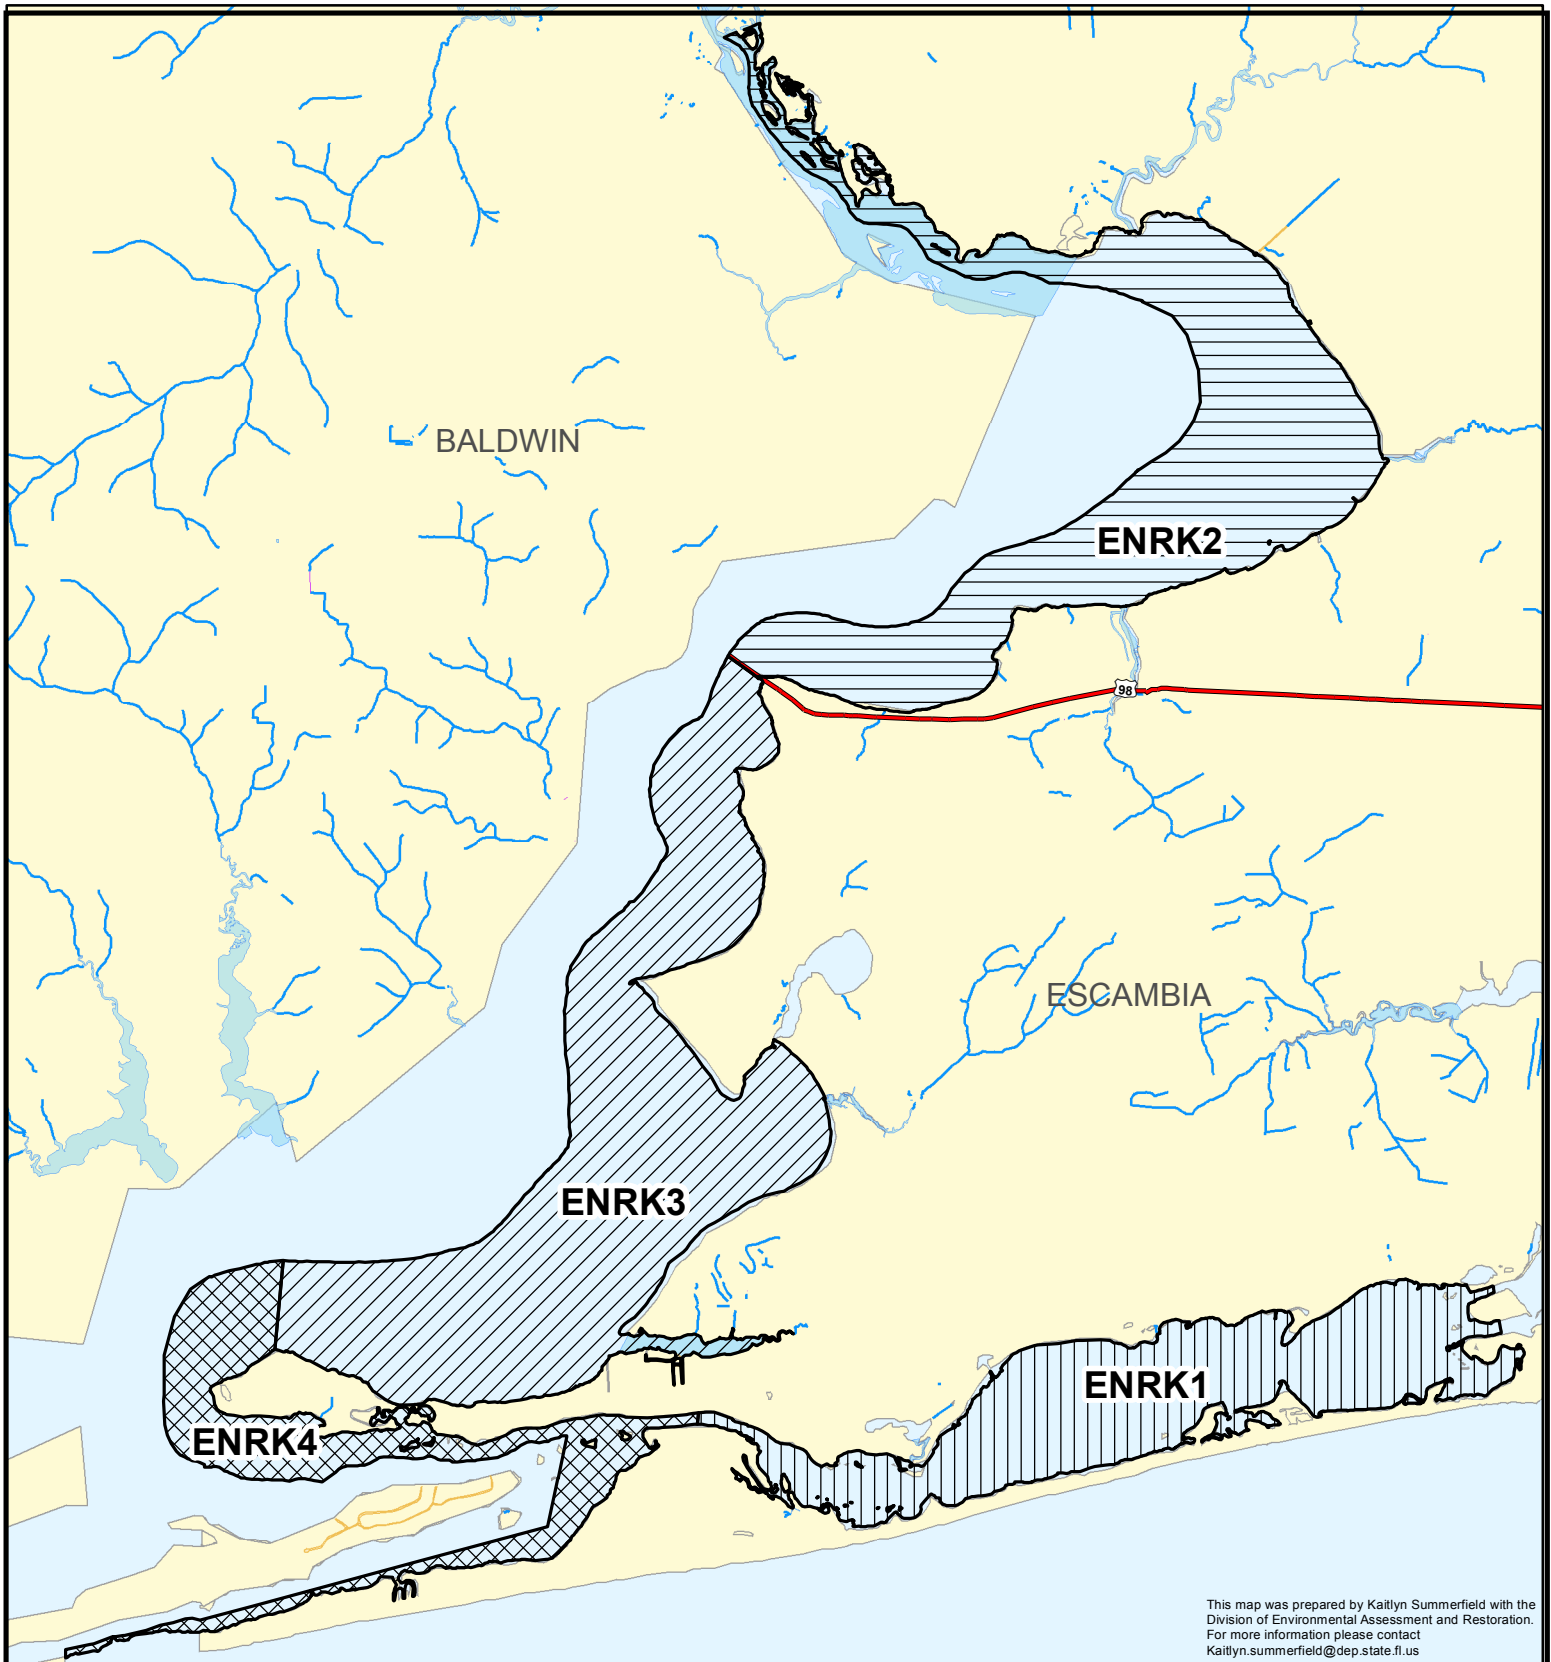 BALDWIN
ENRK2
98
ESCAMBIA
ENRK3
ENRK1
ENRK4
This map was prepared by Kaitlyn Summerfield with the
Division of Environmental Assessment and Restoration.
For more information please contact
Kaitlyn.summerfield@dep.state.fl.us